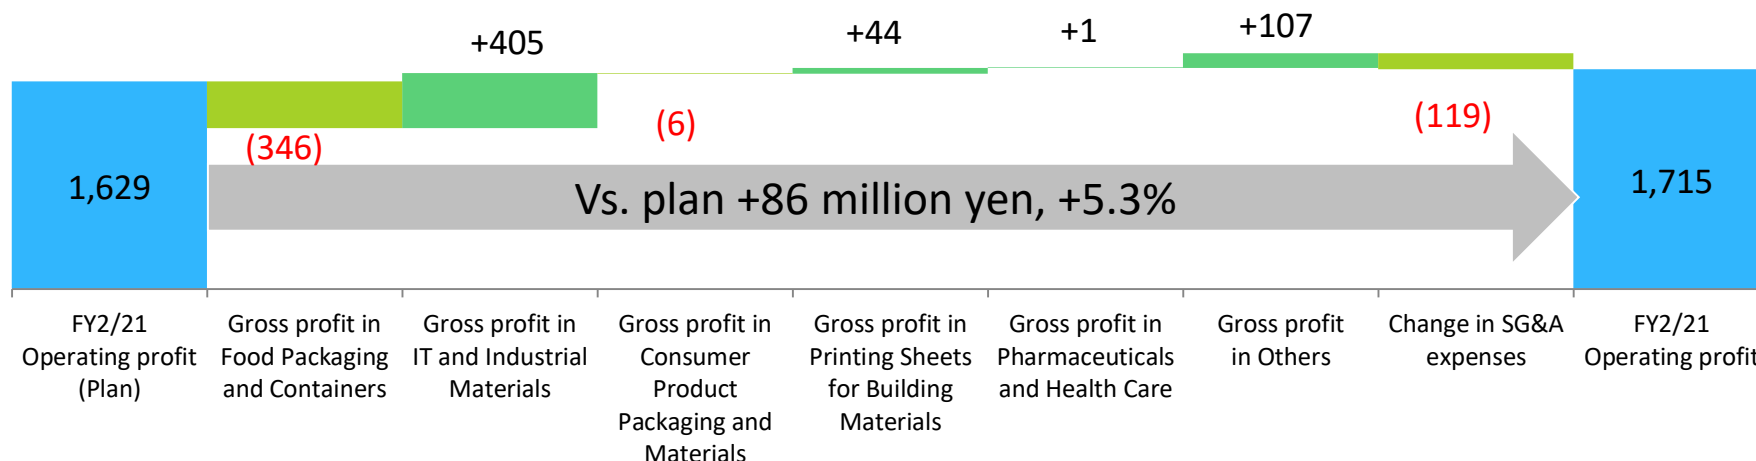 +405
+44
+1
+107
(346)
(6)
(119)
1,629
Vs. plan +86 million yen, +5.3%
1,715
FY2/21
Operating profit
(Plan)
Gross profit in
Food Packaging
and Containers
Gross profit in
IT and Industrial
Materials
Gross profit in
Consumer
Product
Packaging and
Materials
Gross profit in
Printing Sheets
for Building
Materials
Gross profit in
Pharmaceuticals
and Health Care
Gross profit
in Others
Change in SG&A
expenses
FY2/21
Operating profit